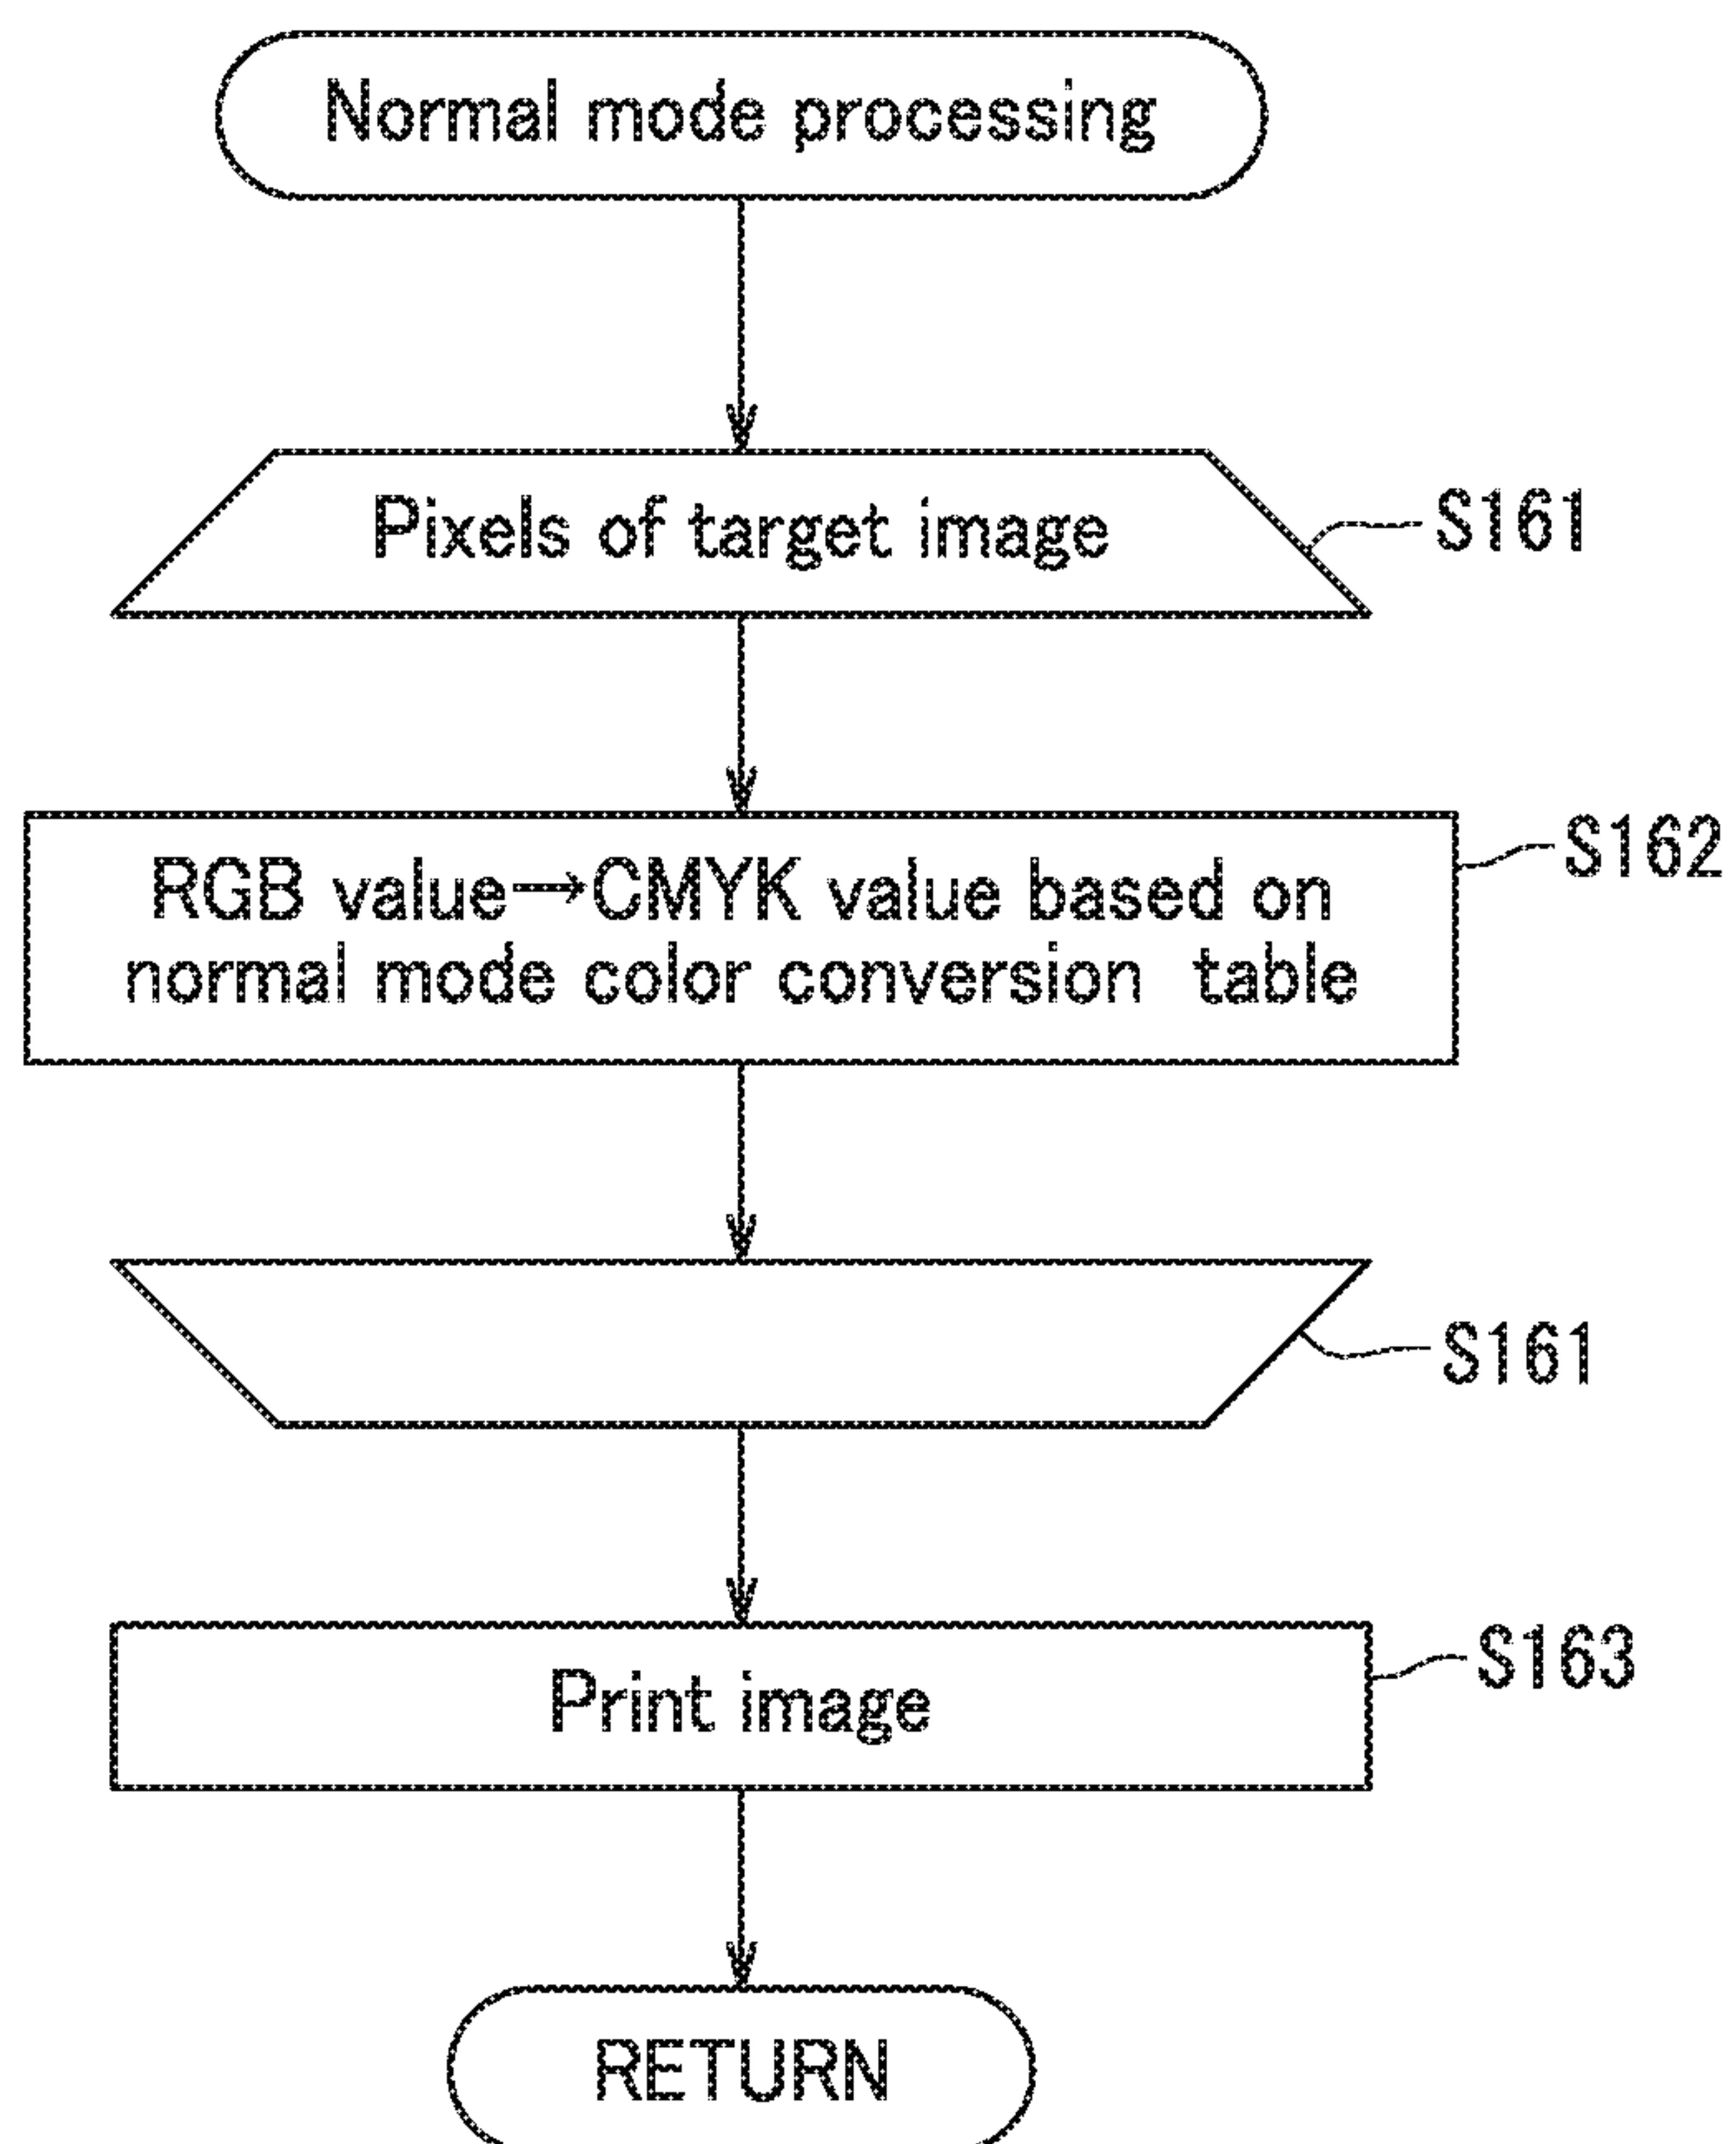 Normal mode processing
Pixels of target image
S161
RGB value→CMYK value based on
normal mode color conversion table
S162
S161
Print image
S163
RETURN